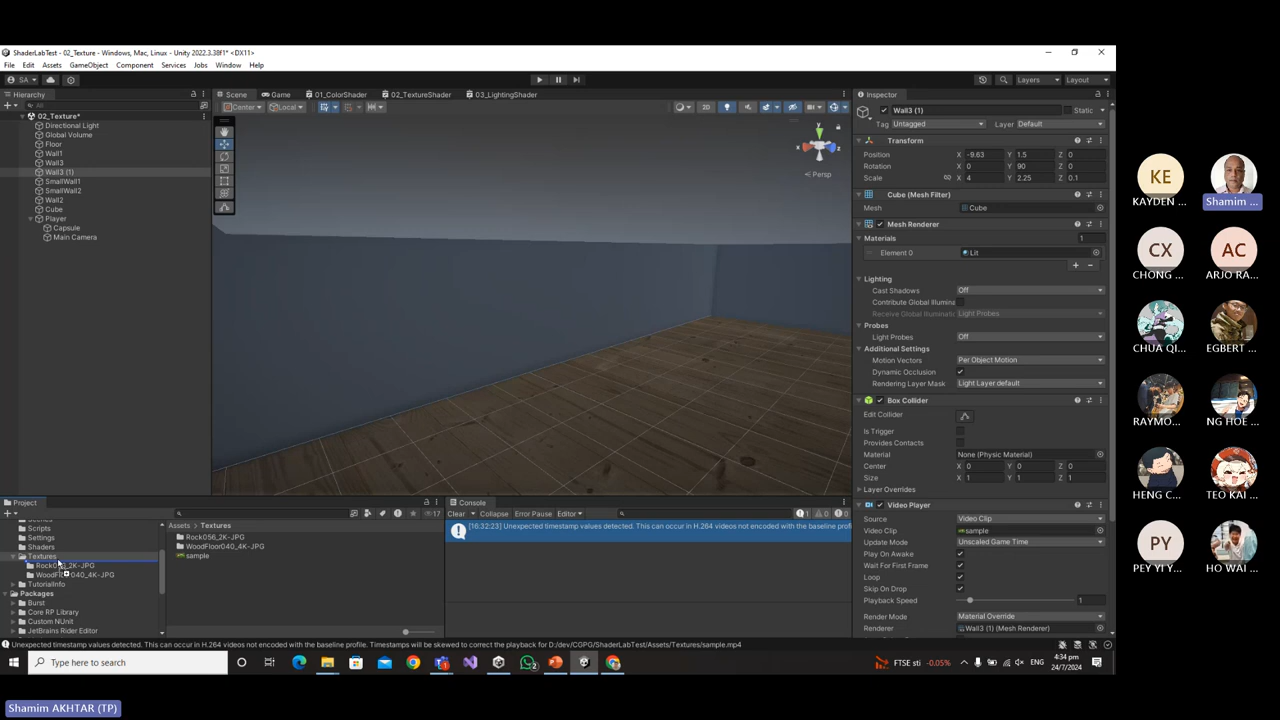 ShaderLabTest - 02_Texture - Windows, Mac, Linux - Unity 2022.3.38f1* <DX11>
File Edit Assets GameObject Component Services Jobs Window Help
SA Layers Layout
Hierarchy
All
02_Texture*
Directional Light
Global Volume
Floor
Wall1
Wall3
Wall3 (1)
SmallWall1
SmallWall2
Wall2
Cube
Player
Capsule
Main Camera
Scene Game 01_ColorShader 02_TextureShader 03_LightingShader
Center Local 2D
y
x
z
Persp
Inspector
Wall3 (1) Static
Tag Untagged Layer Default
Transform
Position X -9.63 Y 1.5 Z 0
Rotation X 0 Y 90 Z 0
Scale X 4 Y 2.25 Z 0.1
Cube (Mesh Filter)
Mesh Cube
Mesh Renderer
Materials 1
Element 0 Lit
Lighting
Cast Shadows Off
Contribute Global Illumina
Receive Global Illuminati Light Probes
Probes
Light Probes Off
Additional Settings
Motion Vectors Per Object Motion
Dynamic Occlusion
Rendering Layer Mask Light Layer default
Box Collider
Edit Collider
Is Trigger
Provides Contacts
Material None (Physic Material)
Center X 0 Y 0 Z 0
Size X 1 Y 1 Z 1
Layer Overrides
Video Player
Source Video Clip
Video Clip sample
Update Mode Unscaled Game Time
Play On Awake
Wait For First Frame
Loop
Skip On Drop
Playback Speed 1
Render Mode Material Override
Renderer Wall3 (1) (Mesh Renderer)
Project
17
Scripts
Settings
Shaders
Textures
WoodFloor040_4K-JPG
TutorialInfo
Packages
Burst
Core RP Library
Custom NUnit
JetBrains Rider Editor
Assets > Textures
Rock056_2K-JPG
WoodFloor040_4K-JPG
sample
Console
Clear Collapse Error Pause Editor 1 0 0
[16:32:23] Unexpected timestamp values detected. This can occur in H.264 videos not encoded with the baseline profi
Unexpected timestamp values detected. This can occur in H.264 videos not encoded with the baseline profile. Timestamps will be skewed to correct the playback for D:/dev/CGPG/ShaderLabTest/Assets/Textures/sample.mp4
Type here to search
FTSE sti -0.05% ENG 4:34 pm
24/7/2024
KE
KAYDEN ...
Shamim ...
CX
CHONG ...
AC
ARJO RA...
CHUA QI...
EGBERT ...
RAYMO...
NG HOE ...
HENG C...
TEO KAI ...
PY
PEY YI Y...
HO WAI ...
Shamim AKHTAR (TP)